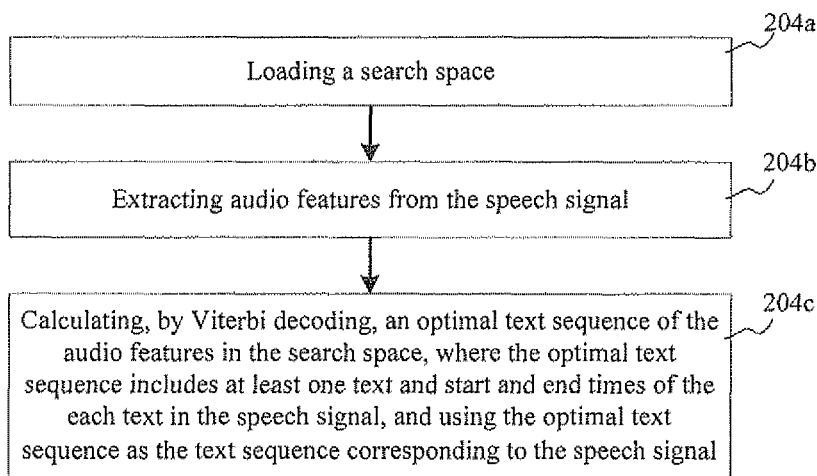 204a
Loading a search space
204b
Extracting audio features from the speech signal
204c
Calculating, by Viterbi decoding, an optimal text sequence of the
audio features in the search space, where the optimal text
sequence includes at least one text and start and end times of the
each text in the speech signal, and using the optimal text
sequence as the text sequence corresponding to the speech signal